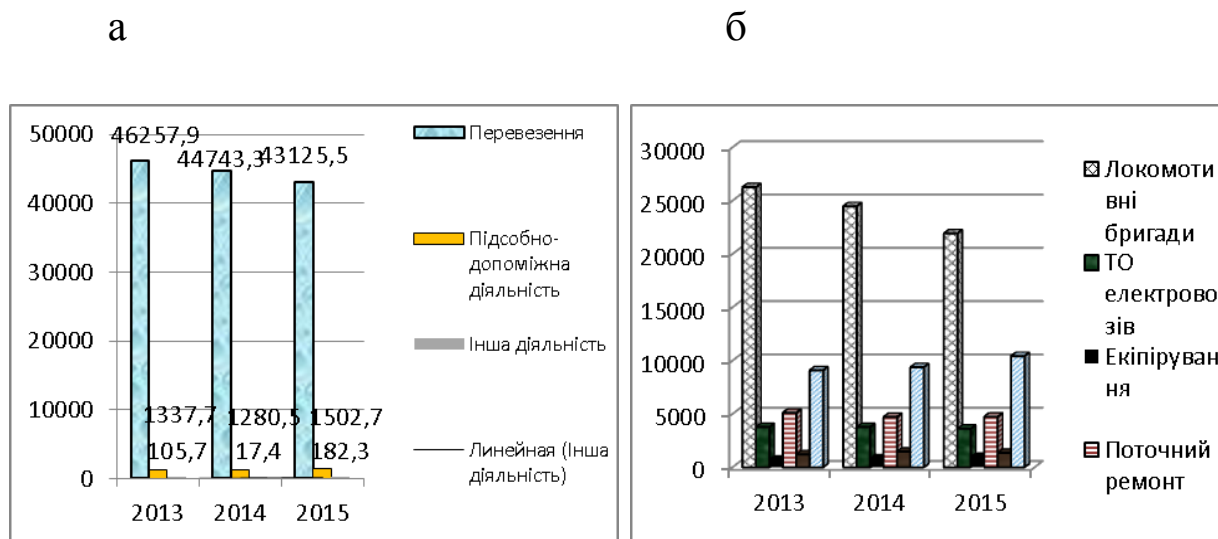 а
б
50000
40000
30000
20000
10000
0
46257,9
44743,3
43125,5
1337,7
1280,5
1502,7
105,7
17,4
182,3
2013
2014
2015
Перевезення
Підсобно-
допоміжна
діяльність
Інша діяльність
Линейная (Інша
діяльність)
30000
25000
20000
15000
10000
5000
0
2013
2014
2015
Локомоти
вні
бригади
ТО
електрово
зів
Екіпіруван
ня
Поточний
ремонт